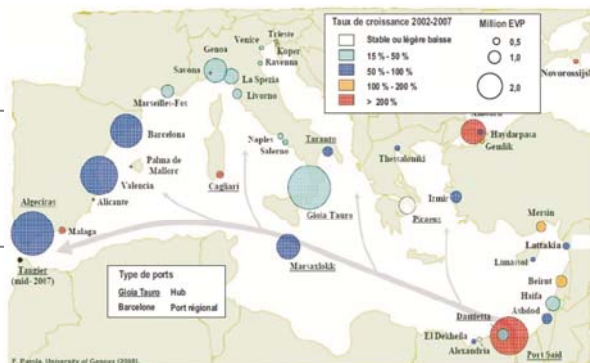 Taux de croissance 2002-2007
Stable ou légère baisse
15 % - 50 %
50 % - 100 %
100 % - 200 %
> 200 %
Million EVP
0,5
1,0
2,0
Venice
Trieste
Koper
Ravenna
Genoa
Savona
La Spezia
Livorno
Marseilles-Fos
Barcelona
Palma de
Mallorc
Valencia
Alicante
Algeciras
Malaga
Tangier
(mid-2007)
Naples
Salerno
Taranto
Cagliari
Gioia Tauro
Marsaxlokk
Piraeus
Thessaloniki
Novorossijsk
Haydarpasa
Gemlik
Izmir
Mersin
Lattakia
Limassol
Beirut
Haifa
Ashdod
Damietta
El Dekheila
Alexandria
Port Said
Type de ports
Gioia Tauro Hub
Barcelone Port régional
F. Parola, University of Genova (2008).